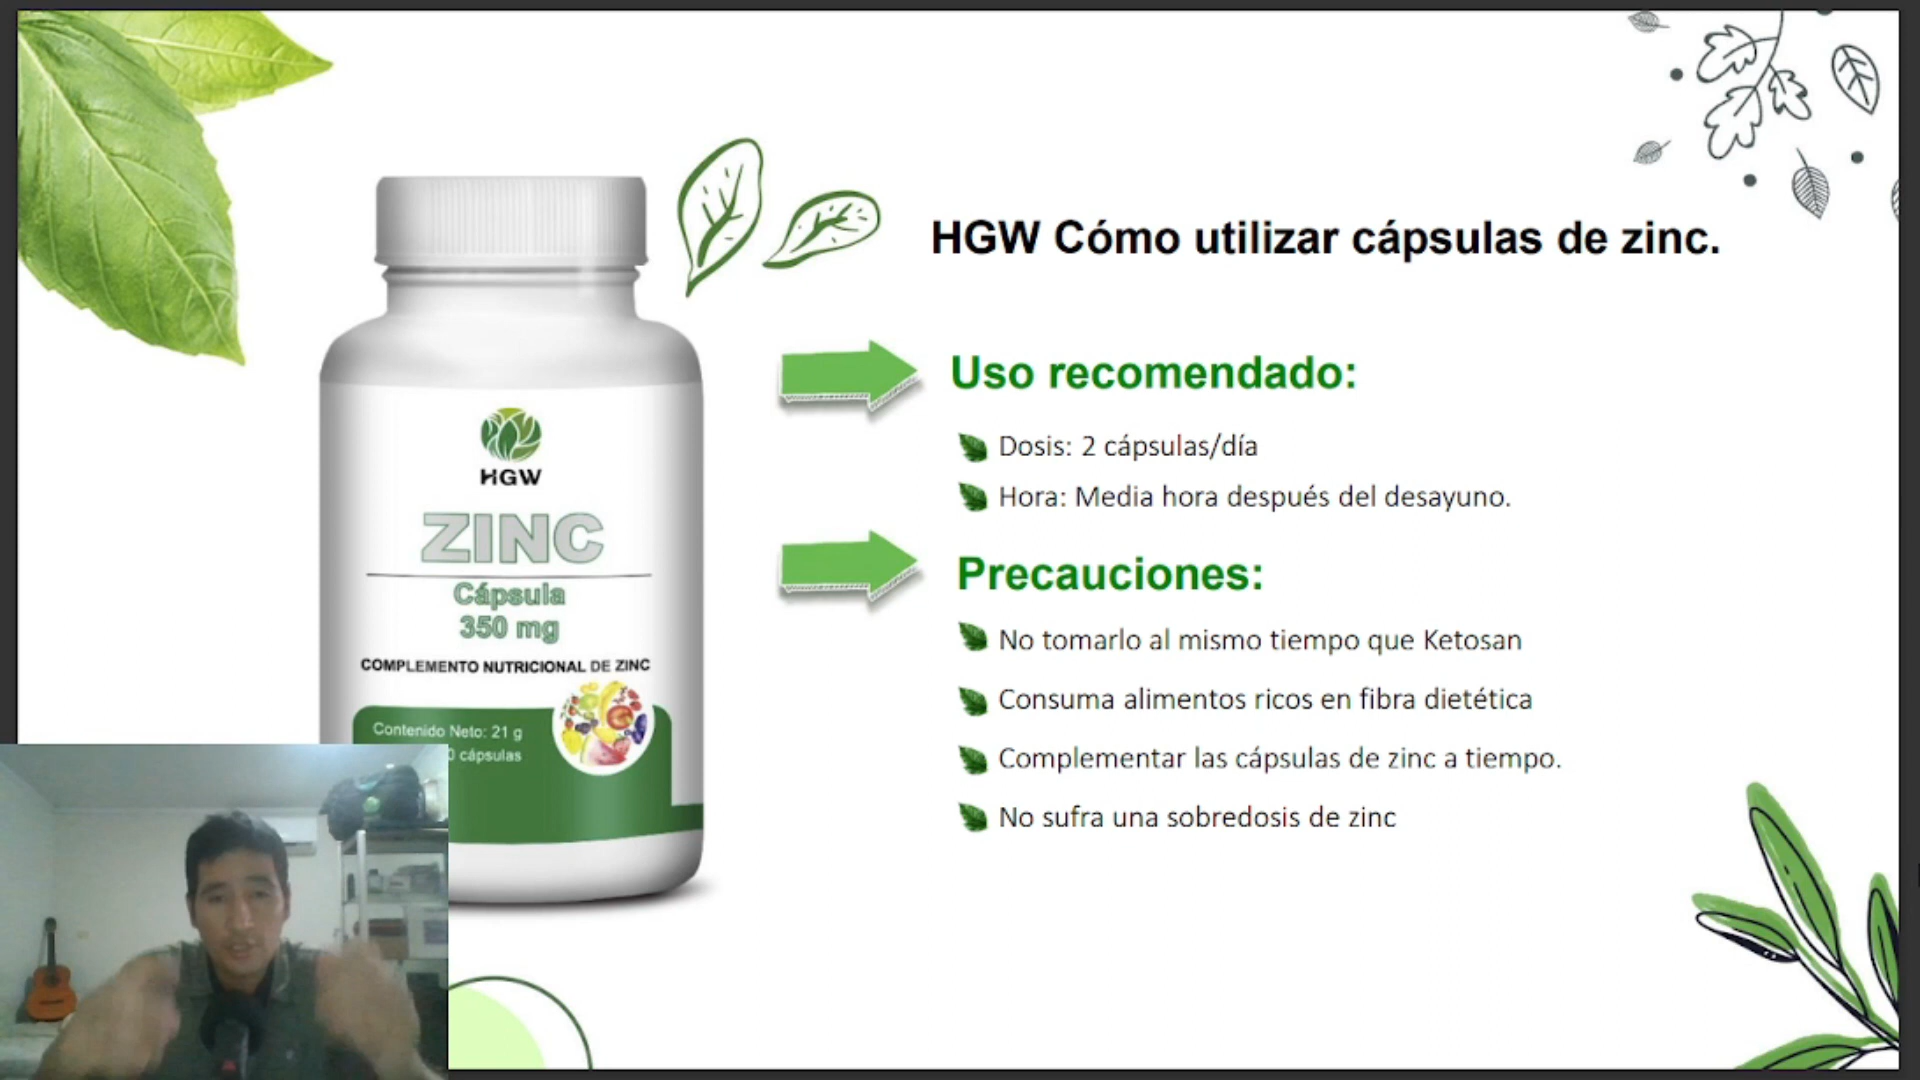 HGW Cómo utilizar cápsulas de zinc.
Uso recomendado:
Dosis: 2 cápsulas/día
Hora: Media hora después del desayuno.
Precauciones:
No tomarlo al mismo tiempo que Ketosan
Consuma alimentos ricos en fibra dietética
Complementar las cápsulas de zinc a tiempo.
No sufra una sobredosis de zinc
HGW
ZINC
Cápsula
350 mg
COMPLEMENTO NUTRICIONAL DE ZINC
Contenido Neto: 21 g
cápsulas